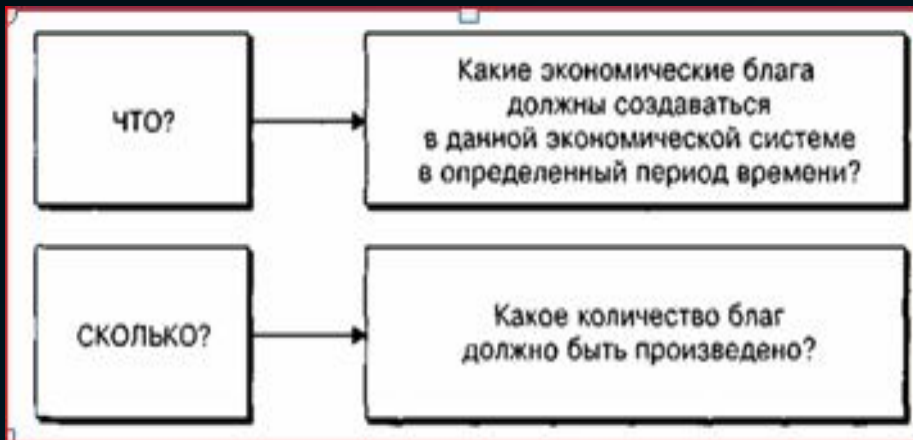 ЧТО?
Какие экономические блага
должны создаваться
в данной экономической системе
в определенный период времени?
СКОЛЬКО?
Какое количество благ
должно быть произведено?